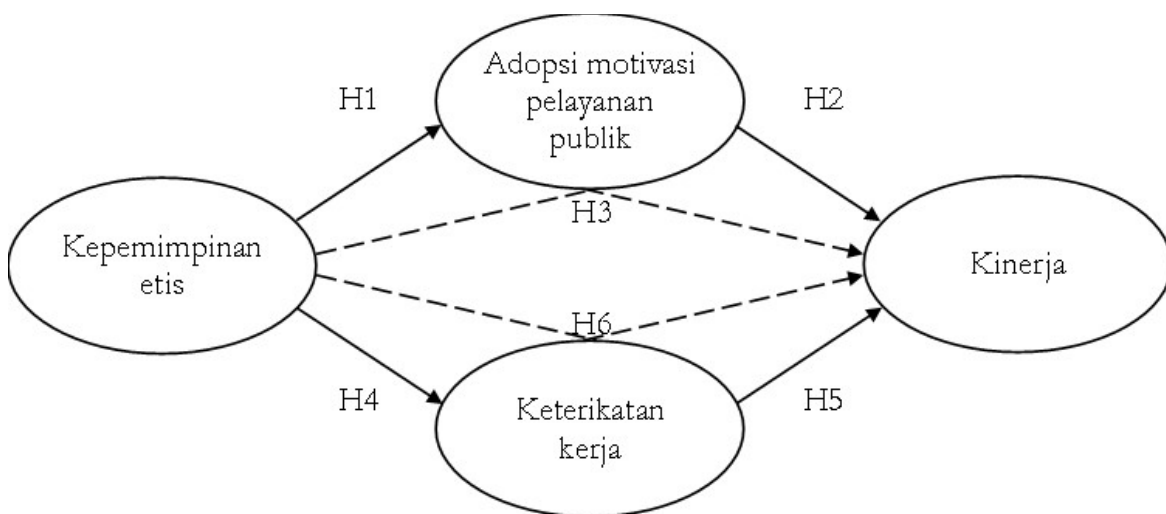 Adopsi motivasi
pelayanan
publik
H1
H2
H3
Kepemimpinan
etis
Kinerja
H6
H4
H5
Keterikatan
kerja